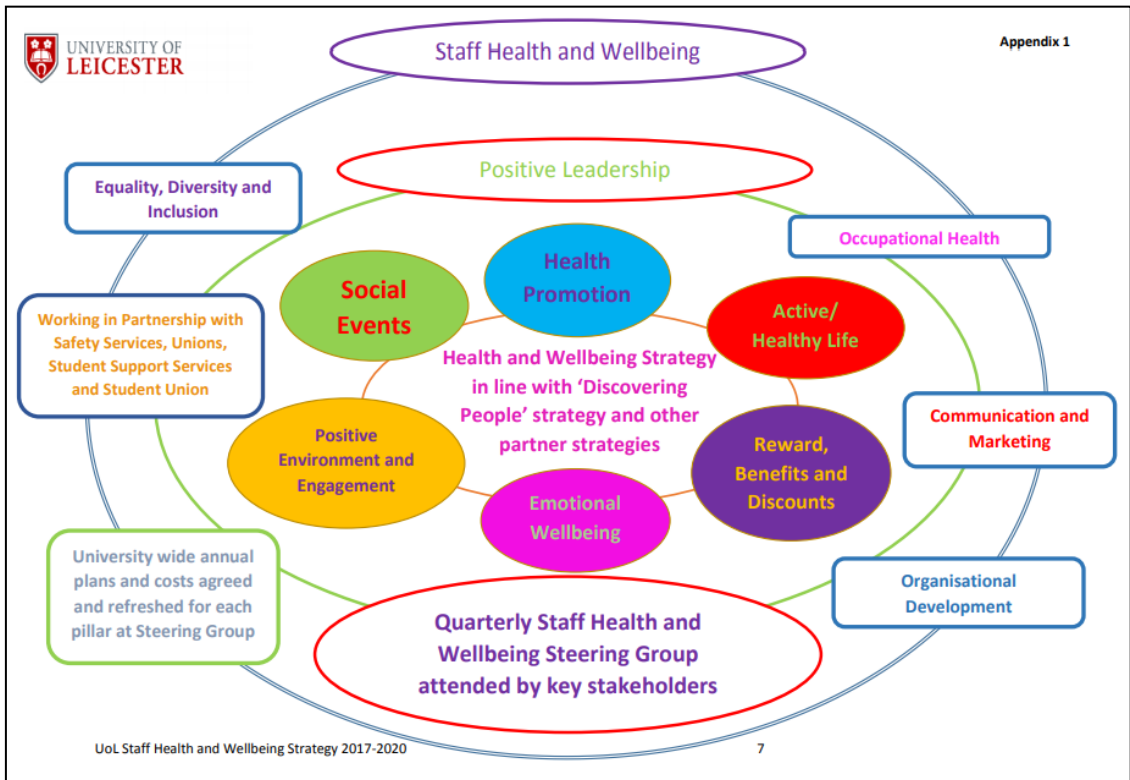 UNIVERSITY OF
LEICESTER
Staff Health and Wellbeing
Appendix 1
Positive Leadership
Equality, Diversity and
Inclusion
Occupational Health
Health
Promotion
Social
Events
Active/
Healthy Life
Working in Partnership with
Safety Services, Unions,
Student Support Services
and Student Union
Health and Wellbeing Strategy
in line with ‘Discovering
People’ strategy and other
partner strategies
Communication and
Marketing
Positive
Environment and
Engagement
Reward,
Benefits and
Discounts
Emotional
Wellbeing
University wide annual
plans and costs agreed
and refreshed for each
pillar at Steering Group
Organisational
Development
Quarterly Staff Health and
Wellbeing Steering Group
attended by key stakeholders
UoL Staff Health and Wellbeing Strategy 2017-2020
7